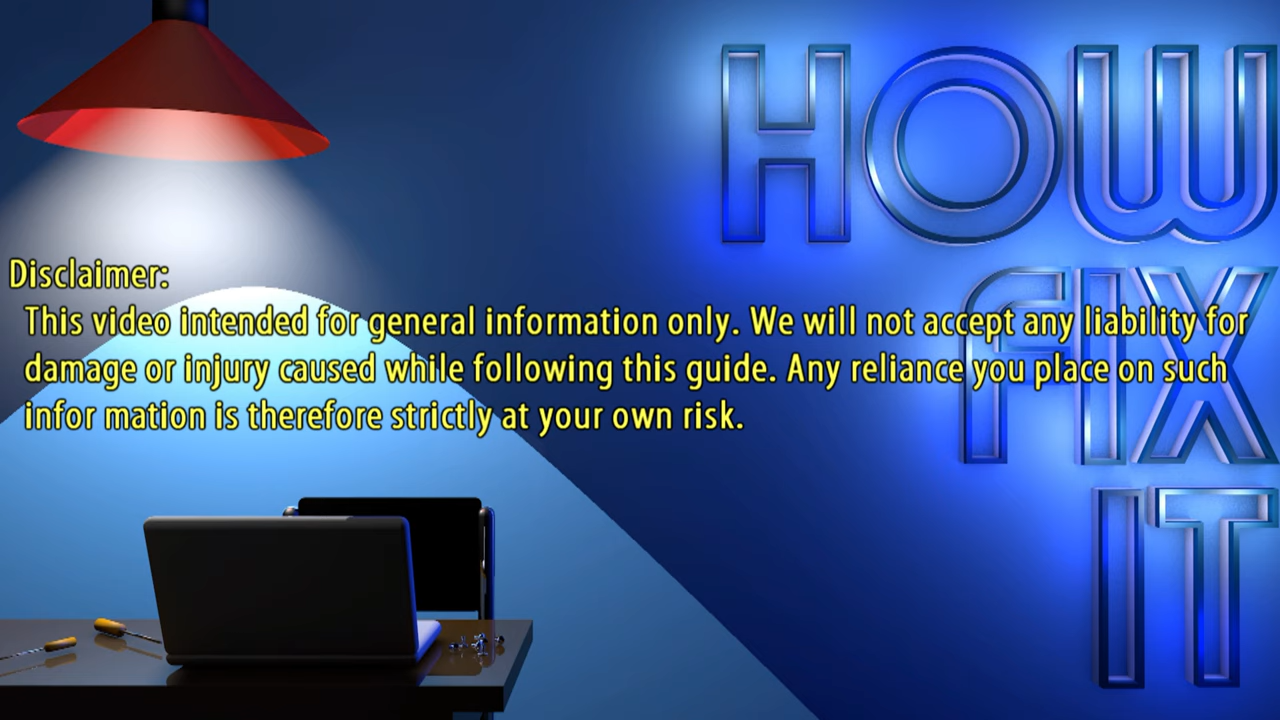 HOW
FIX
IT
Disclaimer:
This video intended for general information only. We will not accept any liability for
damage or injury caused while following this guide. Any reliance you place on such
infor mation is therefore strictly at your own risk.